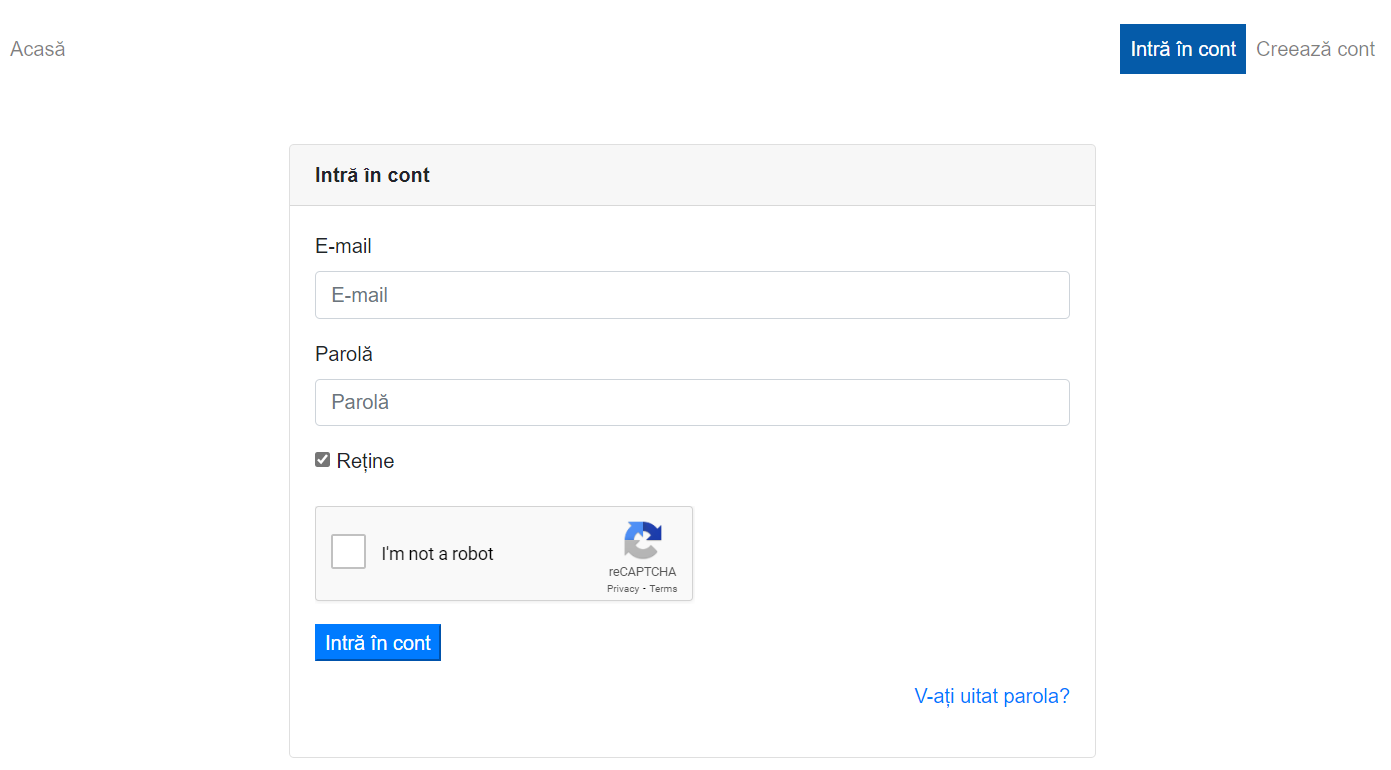 Acasă
Intră în cont
Creează cont
Intră în cont
E-mail
E-mail
Parolă
Parolă
Reține
I'm not a robot
reCAPTCHA
Privacy - Terms
Intră în cont
V-ați uitat parola?